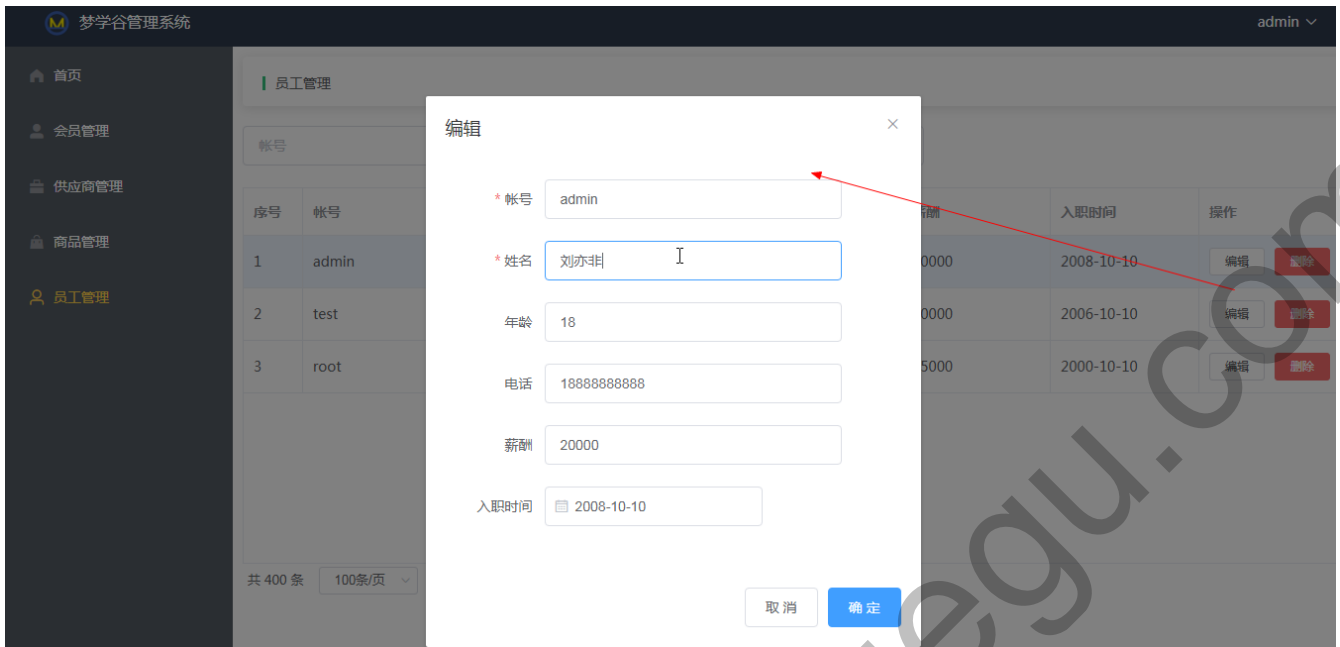 梦学谷管理系统
admin
首页
会员管理
供应商管理
商品管理
员工管理
员工管理
帐号
序号 帐号 薪酬 入职时间 操作
1 admin 0000 2008-10-10 编辑 删除
2 test 0000 2006-10-10 编辑 删除
3 root 5000 2000-10-10 编辑 删除
共 400 条 100条/页
编辑
* 帐号 admin
* 姓名 刘亦非
年龄 18
电话 18888888888
薪酬 20000
入职时间 2008-10-10
取 消 确 定
egu.com